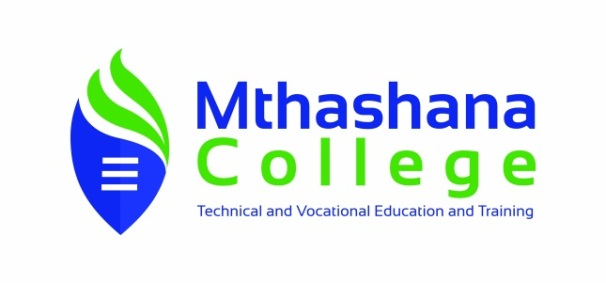 Mthashana
College
Technical and Vocational Education and Training